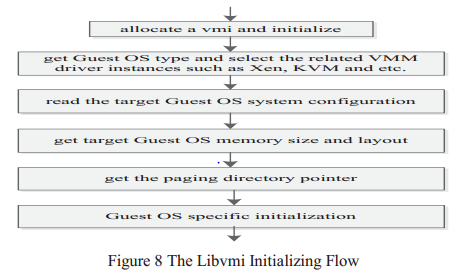 allocate a vmi and initialize
get Guest OS type and select the related VMM
driver instances such as Xen, KVM and etc.
read the target Guest OS system configuration
get target Guest OS memory size and layout
get the paging directory pointer
Guest OS specific initialization
Figure 8 The Libvmi Initializing Flow